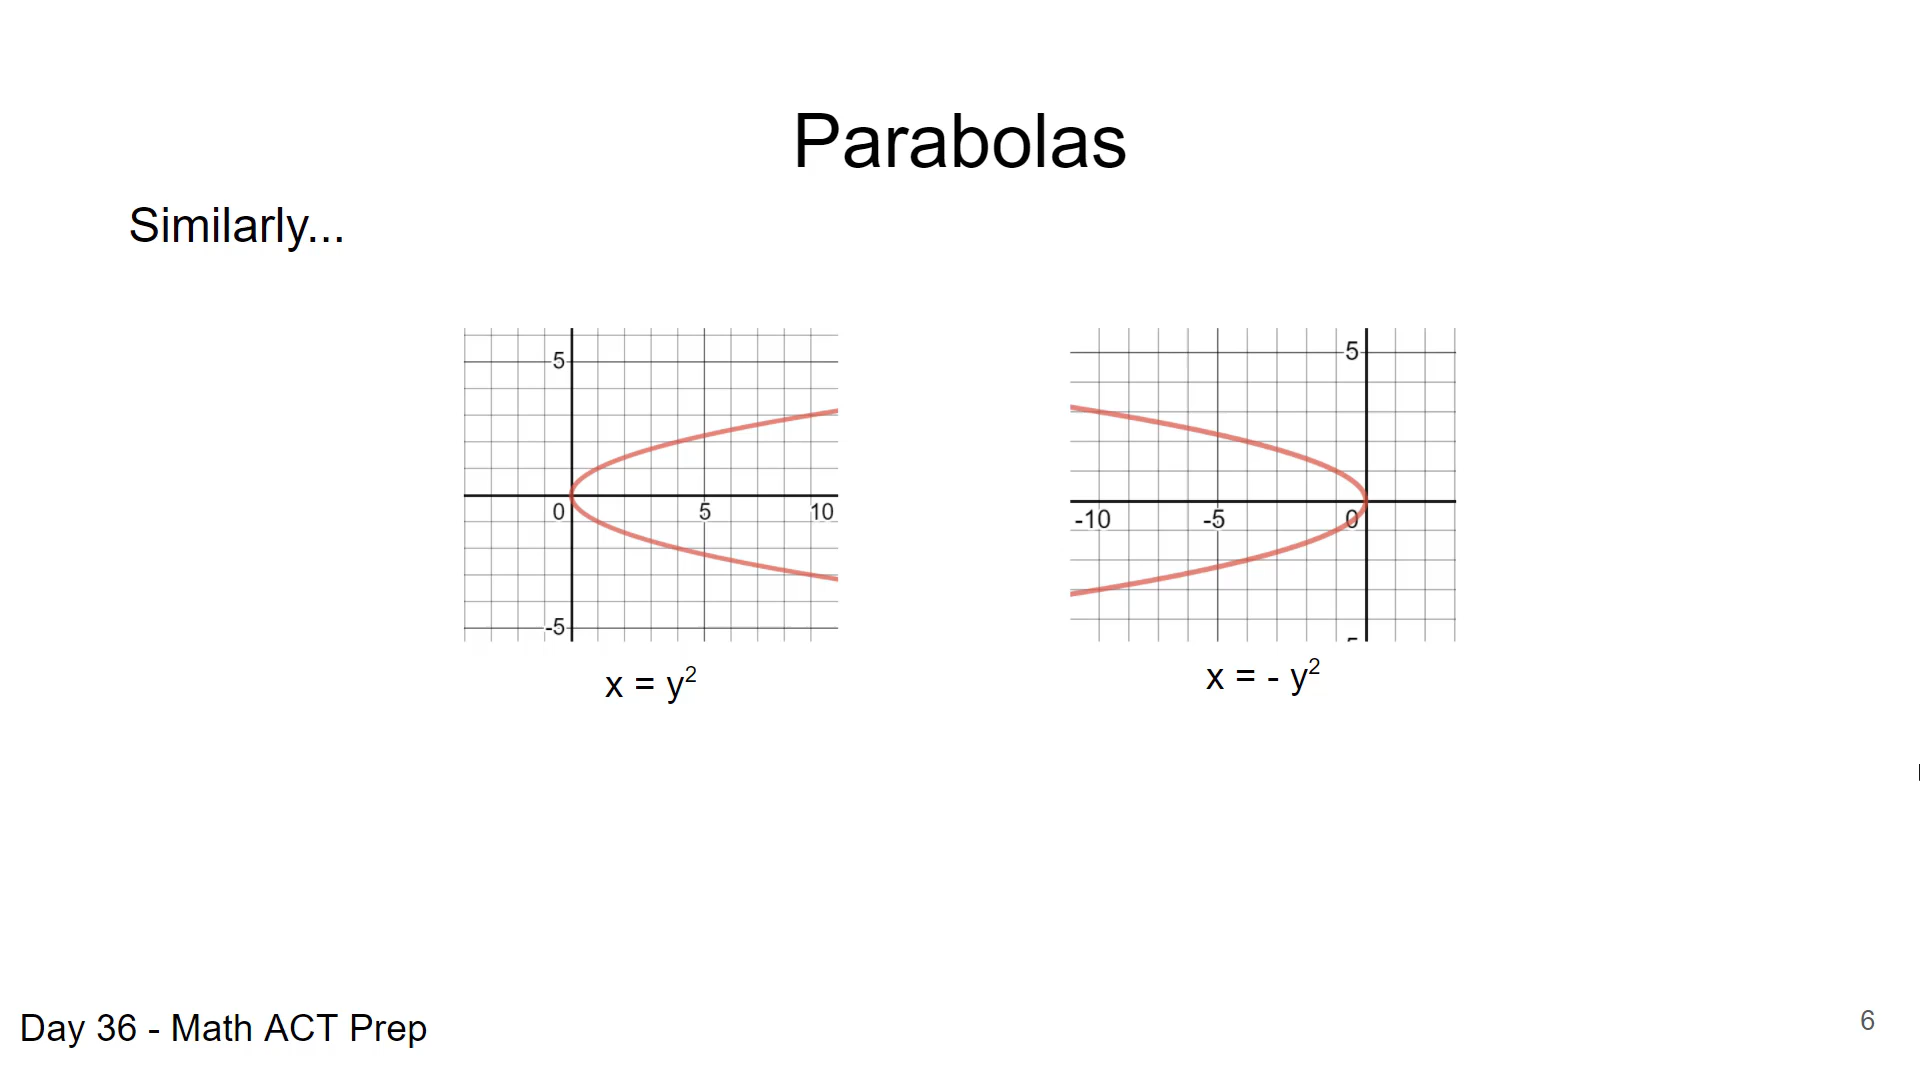 Parabolas
Similarly...
5
0
5
10
-5
5
-10
-5
0
x = y²
x = - y²
Day 36 - Math ACT Prep
6